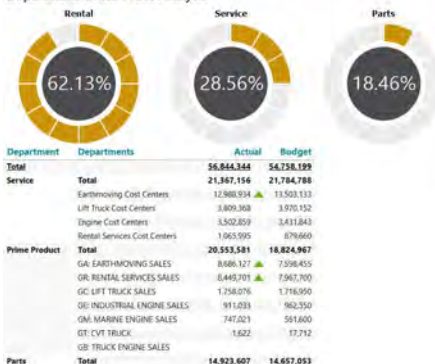 Rental Service Parts
62.13% 28.56% 18.46%
Department Departments Actual Budget
Total 56,844,344 54,758,199
Service Total 21,367,156 21,784,788
Earthmoving Cost Centers 12,988,934 13,503,133
Lift Truck Cost Centers 3,809,368 3,970,152
Engine Cost Centers 3,502,859 3,431,843
Rental Services Cost Centers 1,065,995 879,660
Prime Product Total 20,553,581 18,824,967
GA: EARTHMOVING SALES 8,686,127 7,598,455
GR: RENTAL SERVICES SALES 8,449,701 7,967,700
GC: LIFT TRUCK SALES 1,758,076 1,716,950
GE: INDUSTRIAL ENGINE SALES 911,033 962,550
GM: MARINE ENGINE SALES 747,021 561,600
GT: CVT TRUCK 1,622 17,712
GB: TRUCK ENGINE SALES
Parts Total 14,923,607 14,657,053